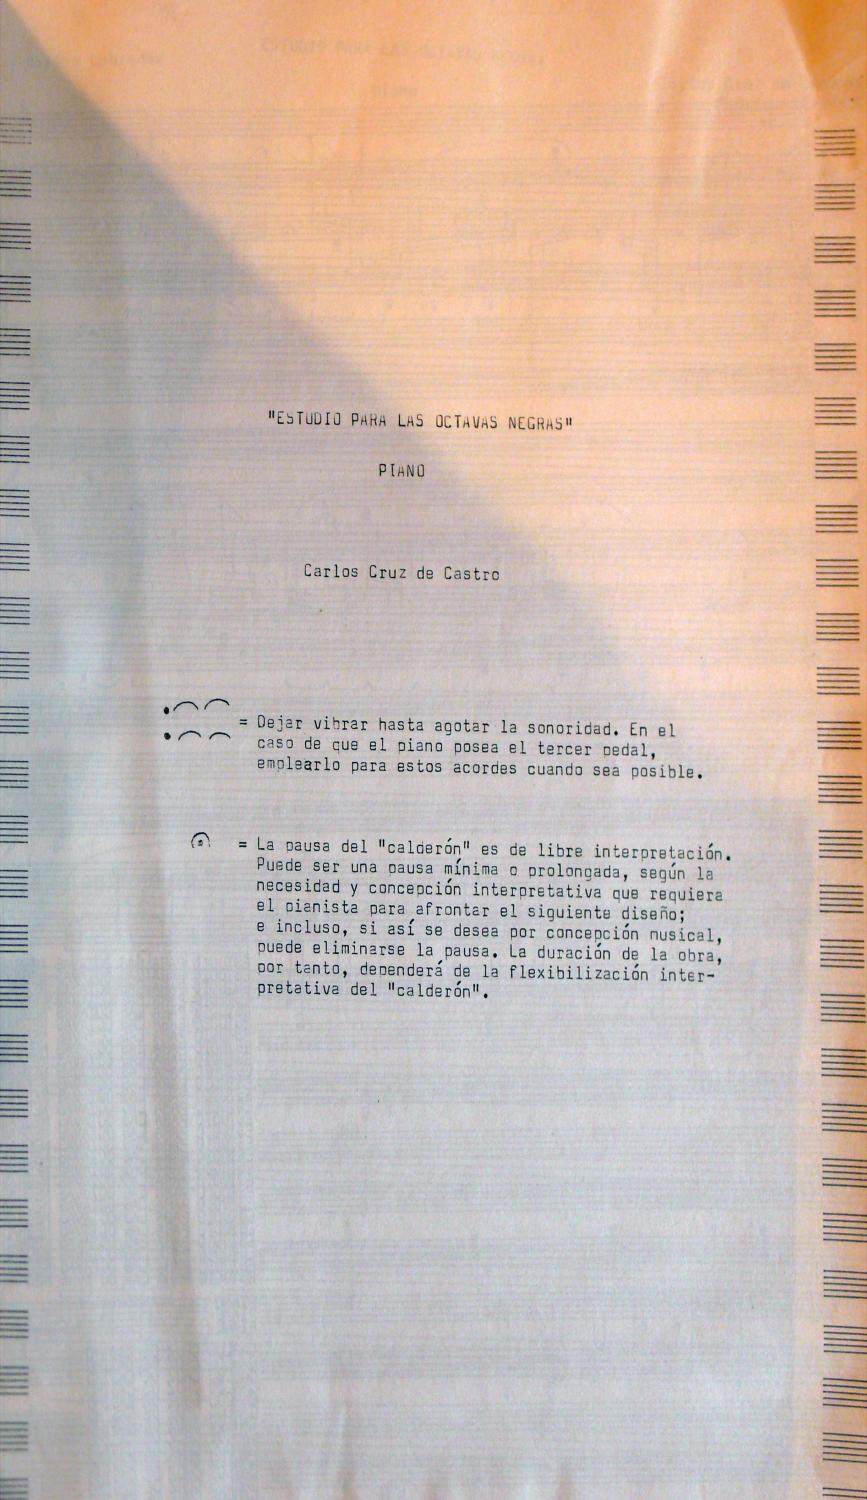 "ESTUDIO PARA LAS OCTAVAS NEGRAS"
PIANO
Carlos Cruz de Castro
= Dejar vibrar hasta agotar la sonoridad. En el
caso de que el piano posea el tercer pedal,
emplearlo para estos acordes cuando sea posible.
= La pausa del "calderón" es de libre interpretación.
Puede ser una pausa mínima o prolongada, según la
necesidad y concepción interpretativa que requiera
el pianista para afrontar el siguiente diseño;
e incluso, si así se desea por concepción musical,
puede eliminarse la pausa. La duración de la obra,
por tanto, dependerá de la flexibilización inter-
pretativa del "calderón".